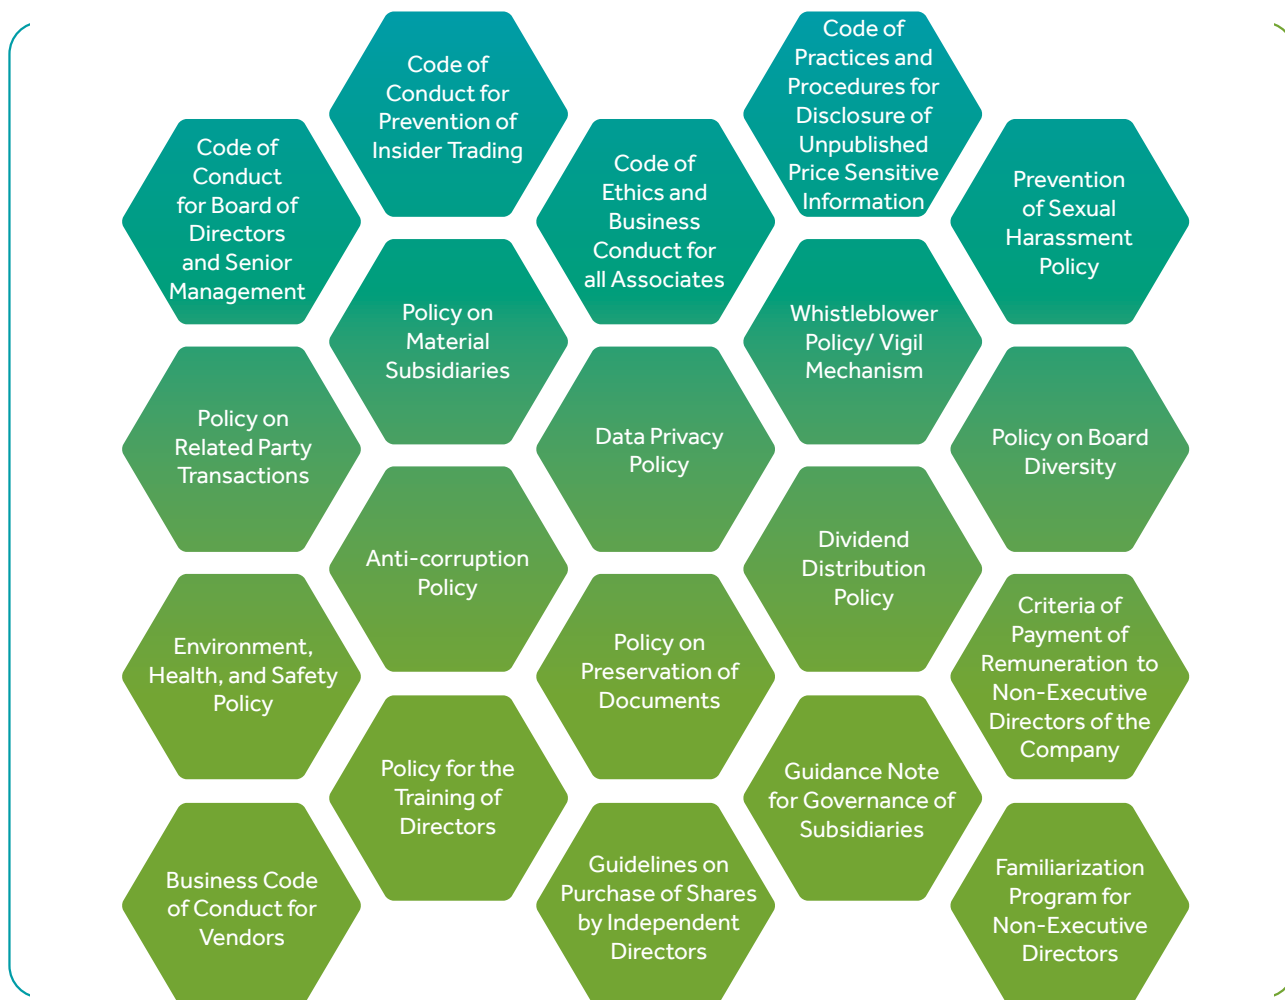 Code of
Conduct for
Prevention of
Insider Trading
Code of
Practices and
Procedures for
Disclosure of
Unpublished
Price Sensitive
Information
Code of
Conduct
for Board of
Directors
and Senior
Management
Code of
Ethics and
Business
Conduct for
all Associates
Prevention
of Sexual
Harassment
Policy
Policy on
Material
Subsidiaries
Whistleblower
Policy/ Vigil
Mechanism
Policy on
Related Party
Transactions
Data Privacy
Policy
Policy on Board
Diversity
Anti-corruption
Policy
Dividend
Distribution
Policy
Environment,
Health, and Safety
Policy
Policy on
Preservation of
Documents
Criteria of
Payment of
Remuneration to
Non-Executive
Directors of the
Company
Policy for the
Training of
Directors
Guidance Note
for Governance of
Subsidiaries
Business Code
of Conduct for
Vendors
Guidelines on
Purchase of Shares
by Independent
Directors
Familiarization
Program for
Non-Executive
Directors